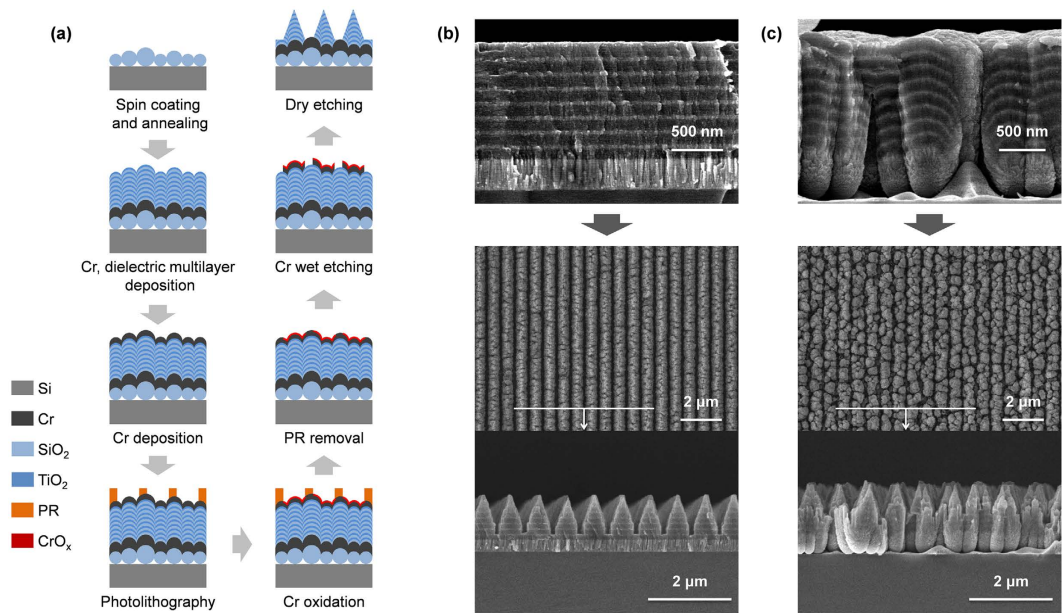 (a)
Spin coating
and annealing
Cr, dielectric multilayer
deposition
Cr deposition
Photolithography
Cr oxidation
PR removal
Cr wet etching
Dry etching
Si
Cr
SiO₂
TiO₂
PR
CrOₓ
(b)
500 nm
2 μm
2 μm
(c)
500 nm
2 μm
2 μm